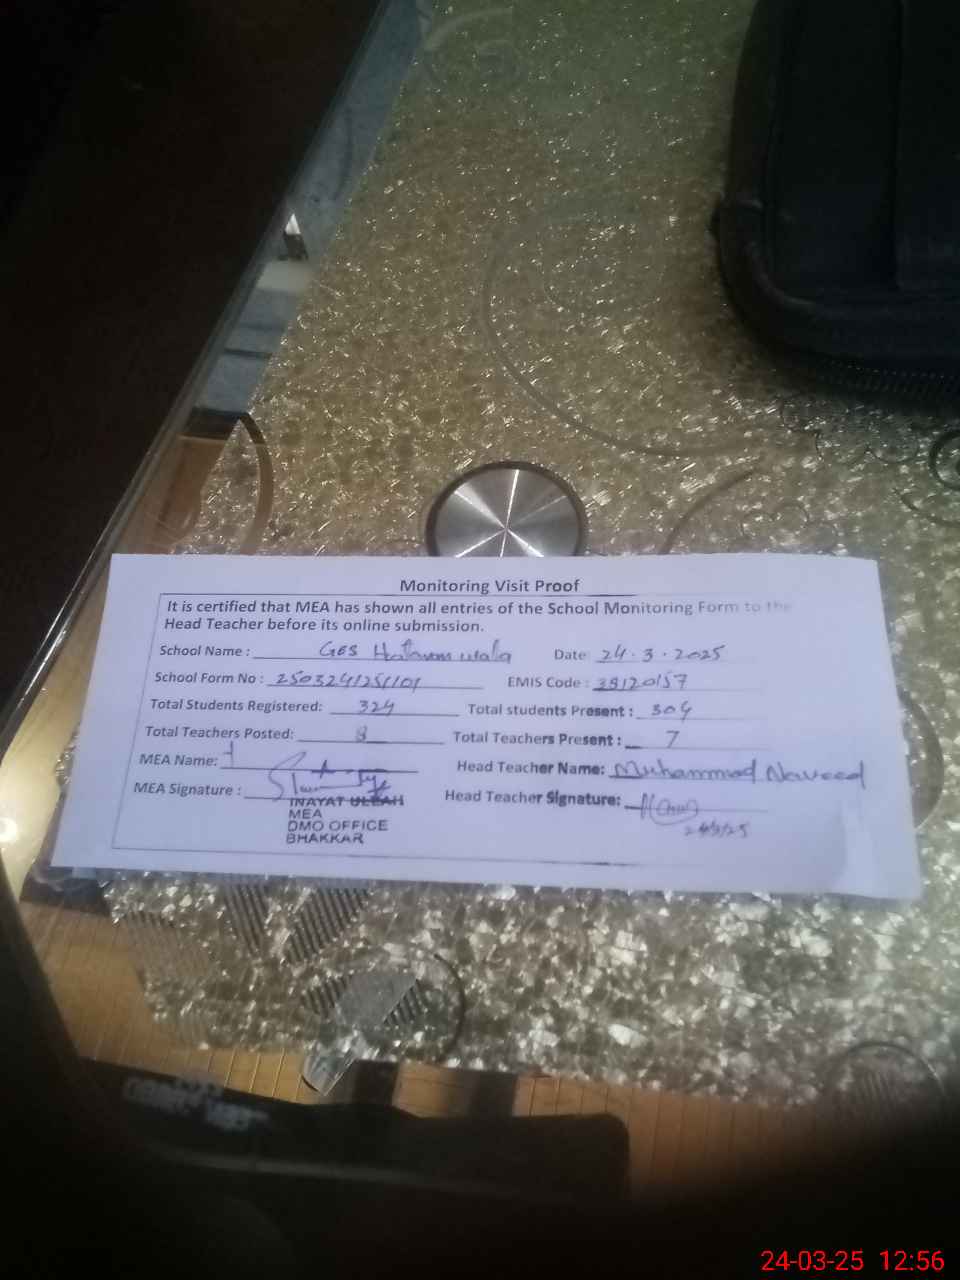 Monitoring Visit Proof
It is certified that MEA has shown all entries of the School Monitoring Form to the
Head Teacher before its online submission.
School Name : GES Date: 24.3.2025
School Form No : 2503241251101 EMIS Code : 38120157
Total Students Registered: 324 Total students Present : 304
Total Teachers Posted: 8 Total Teachers Present : 7
MEA Name: Head Teacher Name: Muhammad Naveed
MEA Signature : Head Teacher Signature:
INAYAT ULLAH
MEA
DMO OFFICE
BHAKKAR
24/3/25
24-03-25 12:56